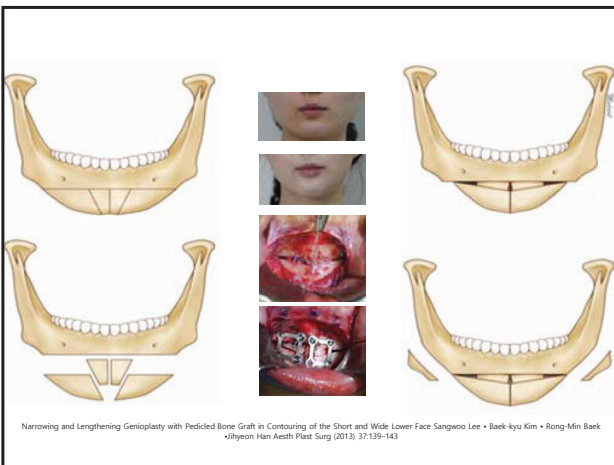 Narrowing and Lengthening Genioplasty with Pedicled Bone Graft in Contouring of the Short and Wide Lower Face Sangwoo Lee • Baek-kyu Kim • Rong-Min Baek
•Jihyeon Han Aesth Plast Surg (2013) 37:139–143